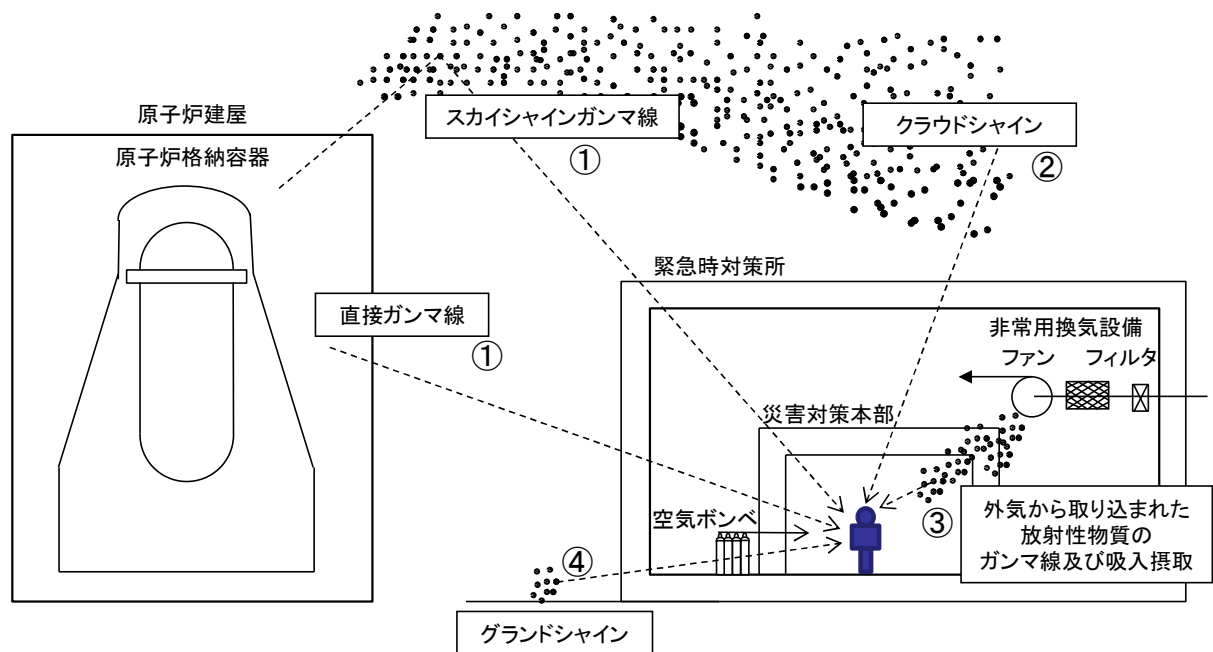 原子炉建屋
原子炉格納容器
スカイシャインガンマ線
①
クラウドシャイン
②
直接ガンマ線
①
緊急時対策所
非常用換気設備
ファン フィルタ
災害対策本部
空気ボンベ
③
外気から取り込まれた
放射性物質の
ガンマ線及び吸入摂取
④
グランドシャイン